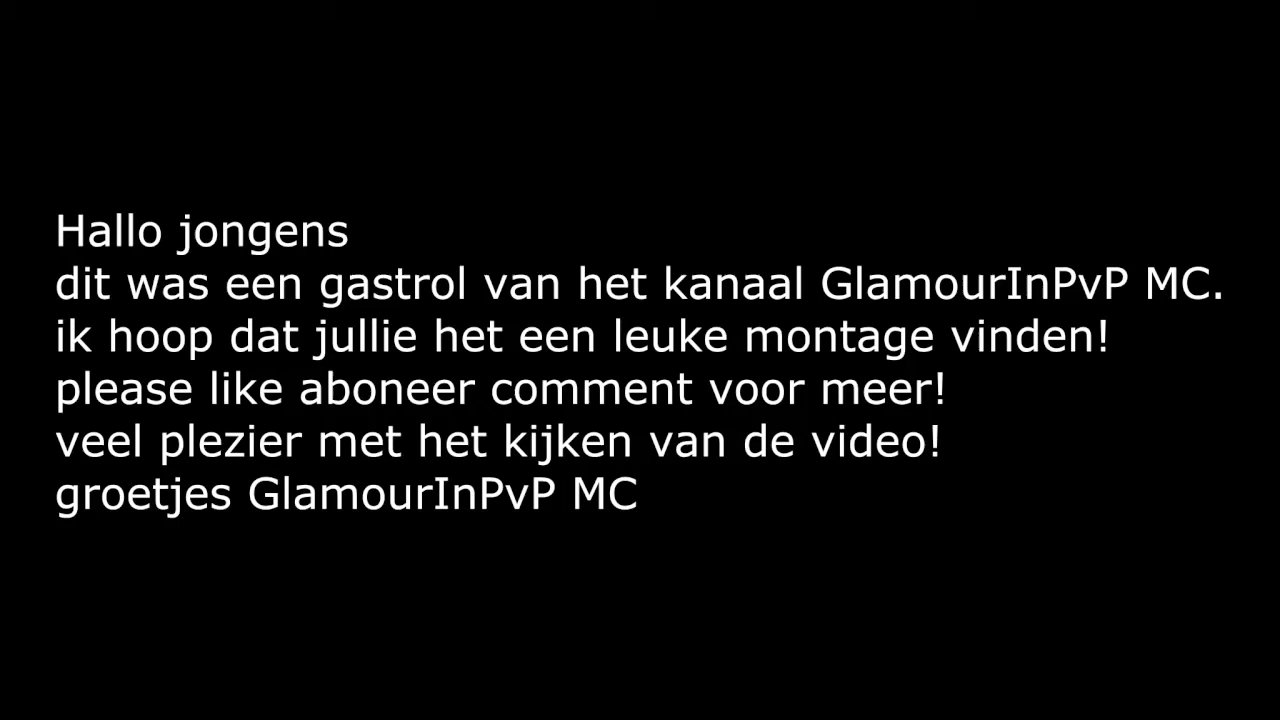 Hallo jongens
dit was een gastrol van het kanaal GlamourInPvP MC.
ik hoop dat jullie het een leuke montage vinden!
please like aboneer comment voor meer!
veel plezier met het kijken van de video!
groetjes GlamourInPvP MC